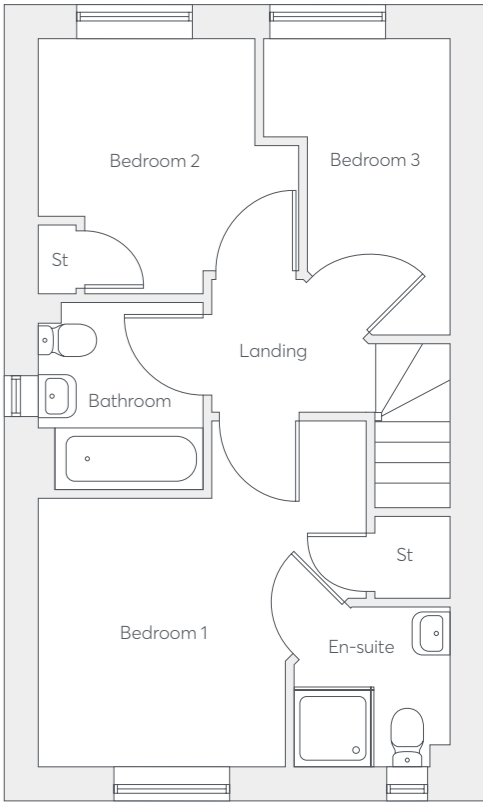 Bedroom 2
Bedroom 3
St
Landing
Bathroom
St
Bedroom 1
En-suite